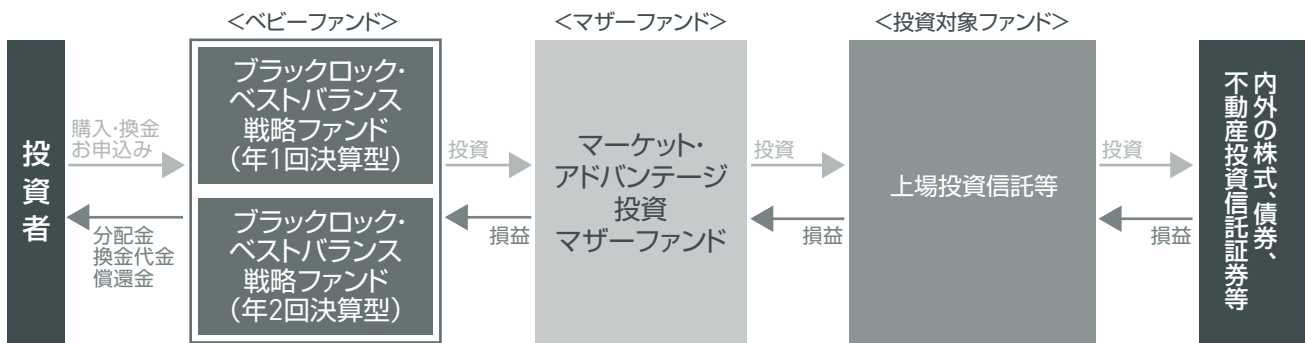 <ベビーファンド>
<マザーファンド>
<投資対象ファンド>
投資者
購入・換金
お申込み
分配金
換金代金
償還金
ブラックロック・
ベストバランス
戦略ファンド
（年1回決算型）
ブラックロック・
ベストバランス
戦略ファンド
（年2回決算型）
投資
損益
マーケット・
アドバンテージ
投資
マザーファンド
投資
損益
上場投資信託等
投資
損益
内外の株式、債券、
不動産投資信託証券等